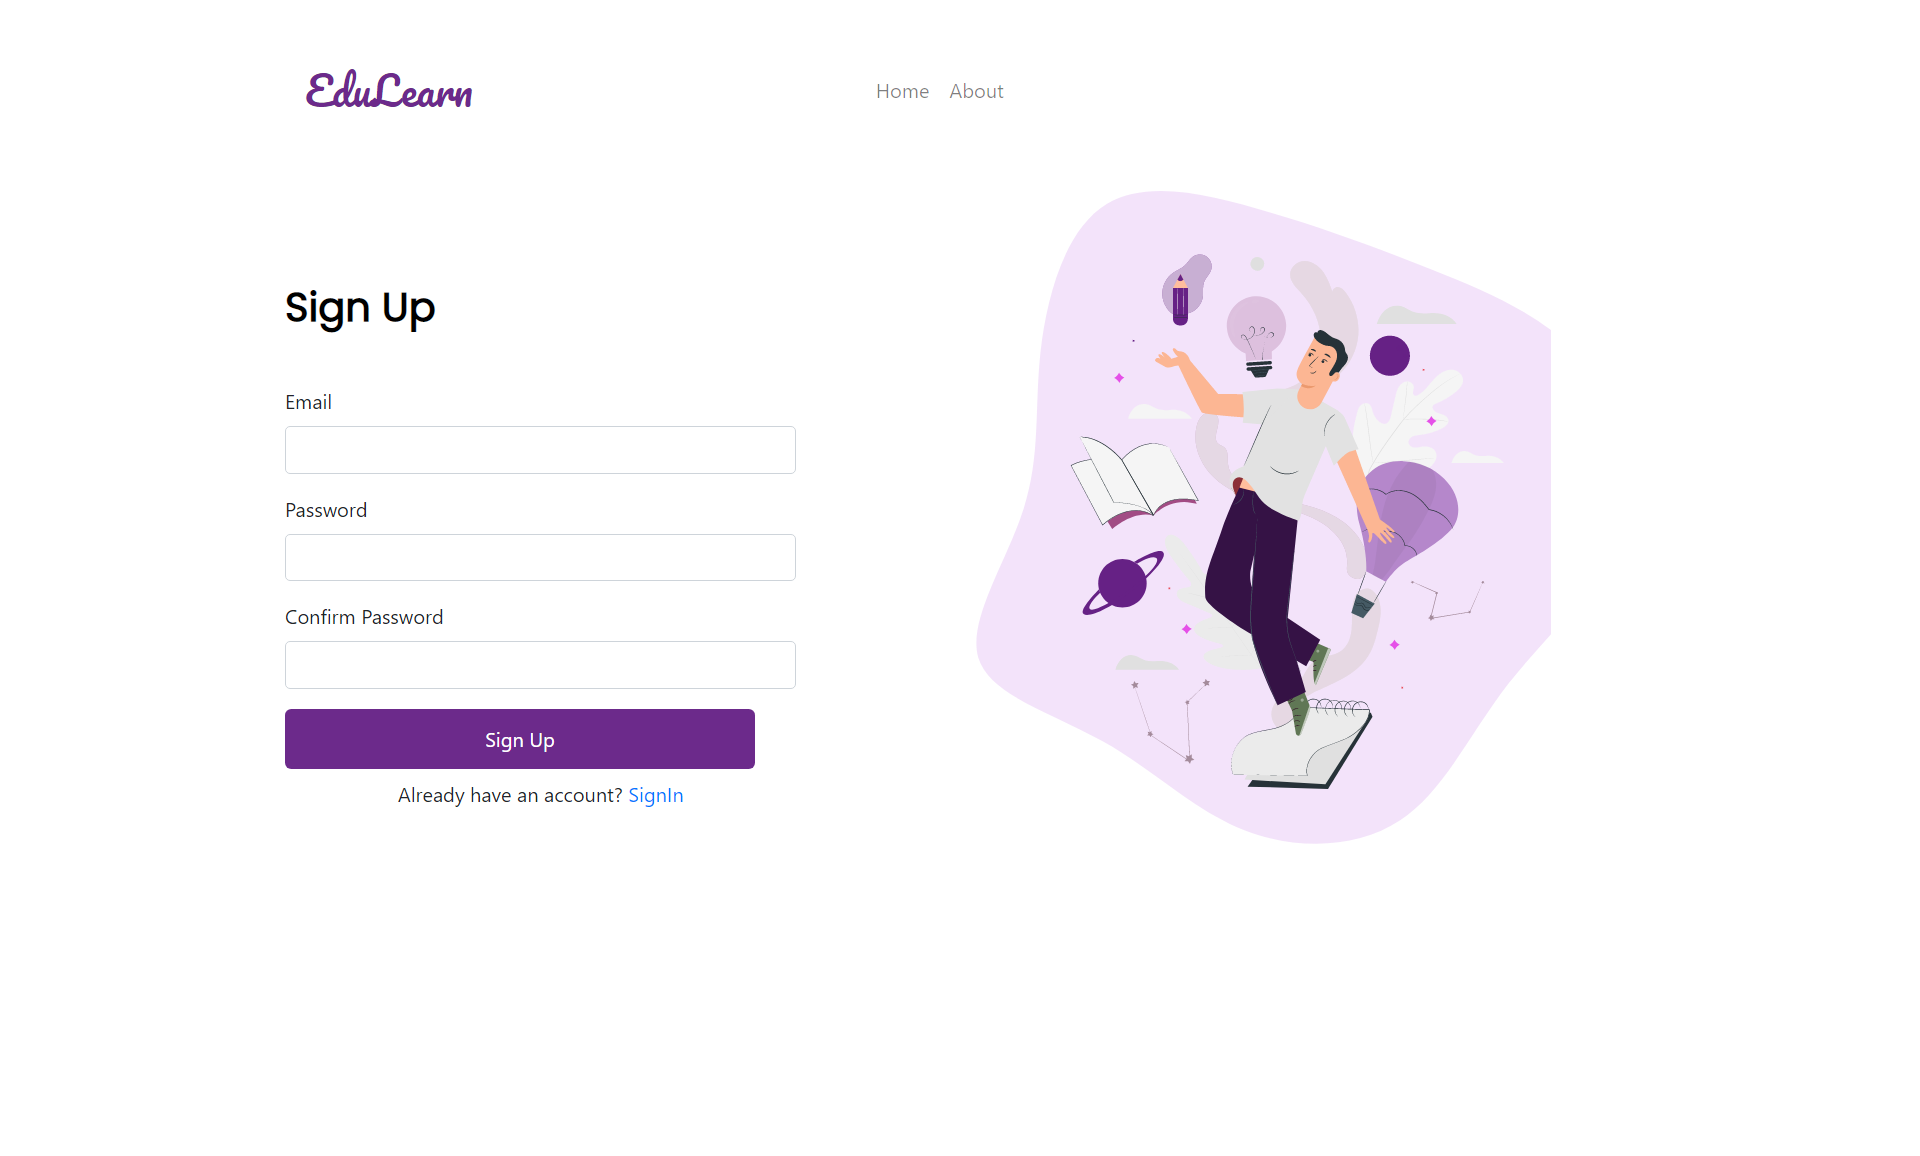 EduLearn
Home About
Sign Up
Email
Password
Confirm Password
Sign Up
Already have an account? SignIn